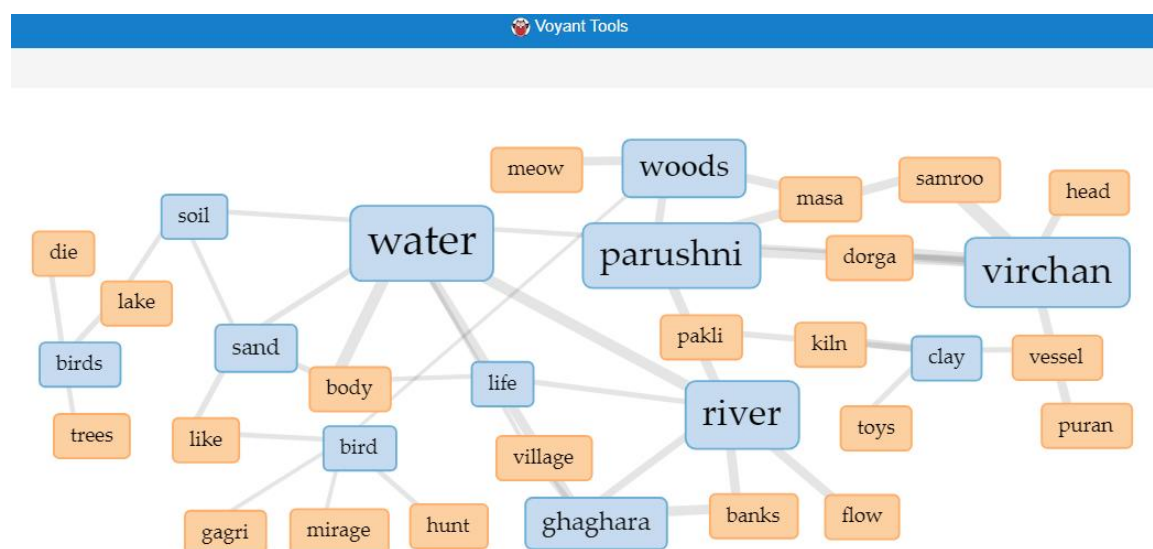 Voyant Tools
meow
woods
masa
samroo
head
soil
water
parushni
dorga
virchan
die
lake
birds
sand
body
life
pakli
kiln
clay
vessel
river
trees
like
bird
village
toys
puran
gagri
mirage
hunt
ghaghara
banks
flow